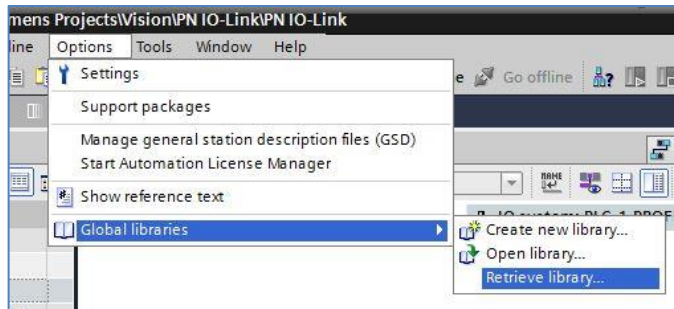 mens Projects\Vision\PN IO-Link\PN IO-Link
line Options Tools Window Help
Settings
e Go offline
Support packages
Manage general station description files (GSD)
Start Automation License Manager
NAME
Show reference text
Global libraries
Create new library...
Open library...
Retrieve library...